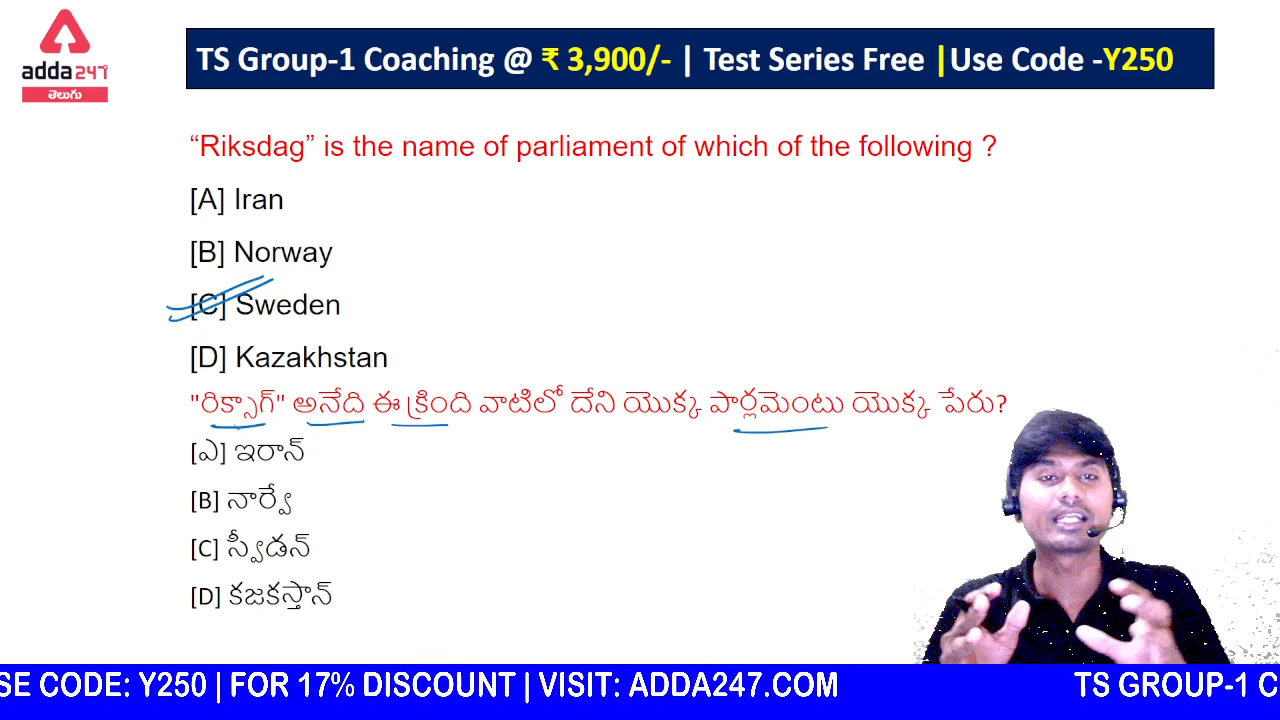 adda247
తెలుగు
TS Group-1 Coaching @ ₹ 3,900/- | Test Series Free |Use Code -Y250
“Riksdag” is the name of parliament of which of the following ?
[A] Iran
[B] Norway
[C] Sweden
[D] Kazakhstan
"రిక్సాగ్" అనేది ఈ క్రింది వాటిలో దేని యొక్క పార్లమెంటు యొక్క పేరు?
[ఎ] ఇరాన్
[B] నార్వే
[C] స్వీడన్
[D] కజకస్తాన్
SE CODE: Y250 | FOR 17% DISCOUNT | VISIT: ADDA247.COM TS GROUP-1 C